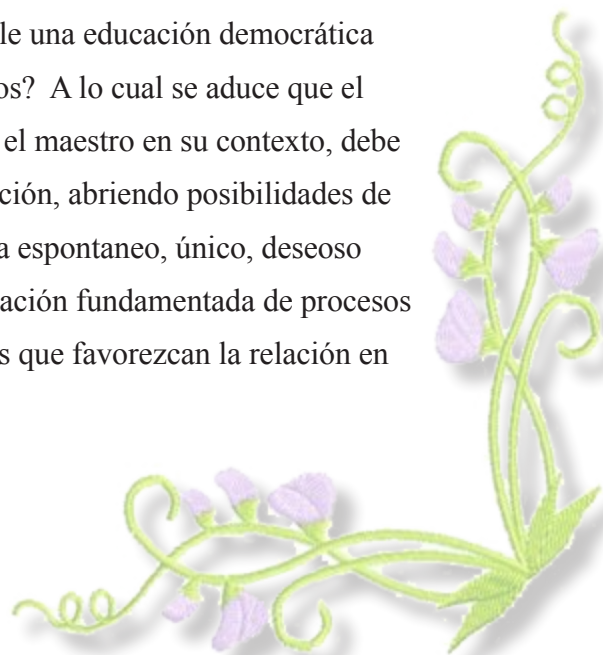 le una educación democrática
os? A lo cual se aduce que el
el maestro en su contexto, debe
ción, abriendo posibilidades de
a espontaneo, único, deseoso
ación fundamentada de procesos
s que favorezcan la relación en